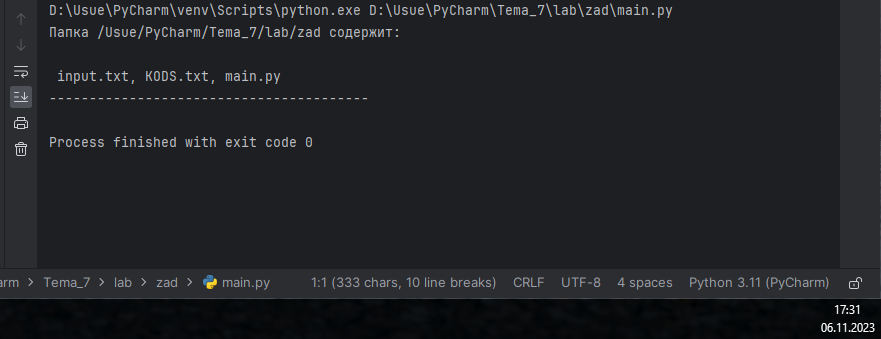 D:\Usue\PyCharm\venv\Scripts\python.exe D:\Usue\PyCharm\Tema_7\lab\zad\main.py
Папка /Usue/PyCharm/Tema_7/lab/zad содержит:
input.txt, KODS.txt, main.py
----------------------------------------
Process finished with exit code 0
arm > Tema_7 > lab > zad > main.py 1:1 (333 chars, 10 line breaks) CRLF UTF-8 4 spaces Python 3.11 (PyCharm)
17:31
06.11.2023